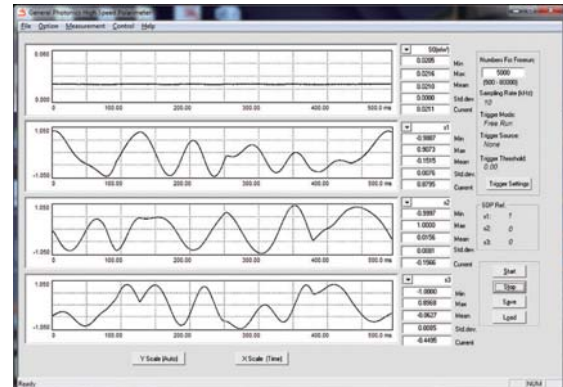 General Photonics High Speed Polarimeter
File Option Measurement Control Help
0.050
0.000
0 100.00 200.00 300.00 400.00 500.0 ms
S0(mW)
0.0205 Min
0.0216 Max
0.0210 Mean
0.0000 Std.dev.
0.0211 Current
1.050
-1.050
0 100.00 200.00 300.00 400.00 500.0 ms
s1
-0.9987 Min
0.9073 Max
-0.1515 Mean
0.0076 Std.dev.
0.8795 Current
1.050
-1.050
0 100.00 200.00 300.00 400.00 500.0 ms
s2
-0.9997 Min
1.0000 Max
0.0156 Mean
0.0081 Std.dev.
-0.1986 Current
1.050
-1.050
0 100.00 200.00 300.00 400.00 500.0 ms
s3
-1.0000 Min
0.8968 Max
-0.0627 Mean
0.0085 Std.dev.
-0.4495 Current
Numbers For Freerun:
5000
(500 - 80000)
Sampling Rate (kHz):
10
Trigger Mode:
Free Run
Trigger Source:
None
Trigger Threshold:
0.00
Trigger Settings
SOP Ref.
s1: 1
s2: 0
s3: 0
Start
Stop
Save
Load
Y Scale (Auto) X Scale (Time)
Ready NUM